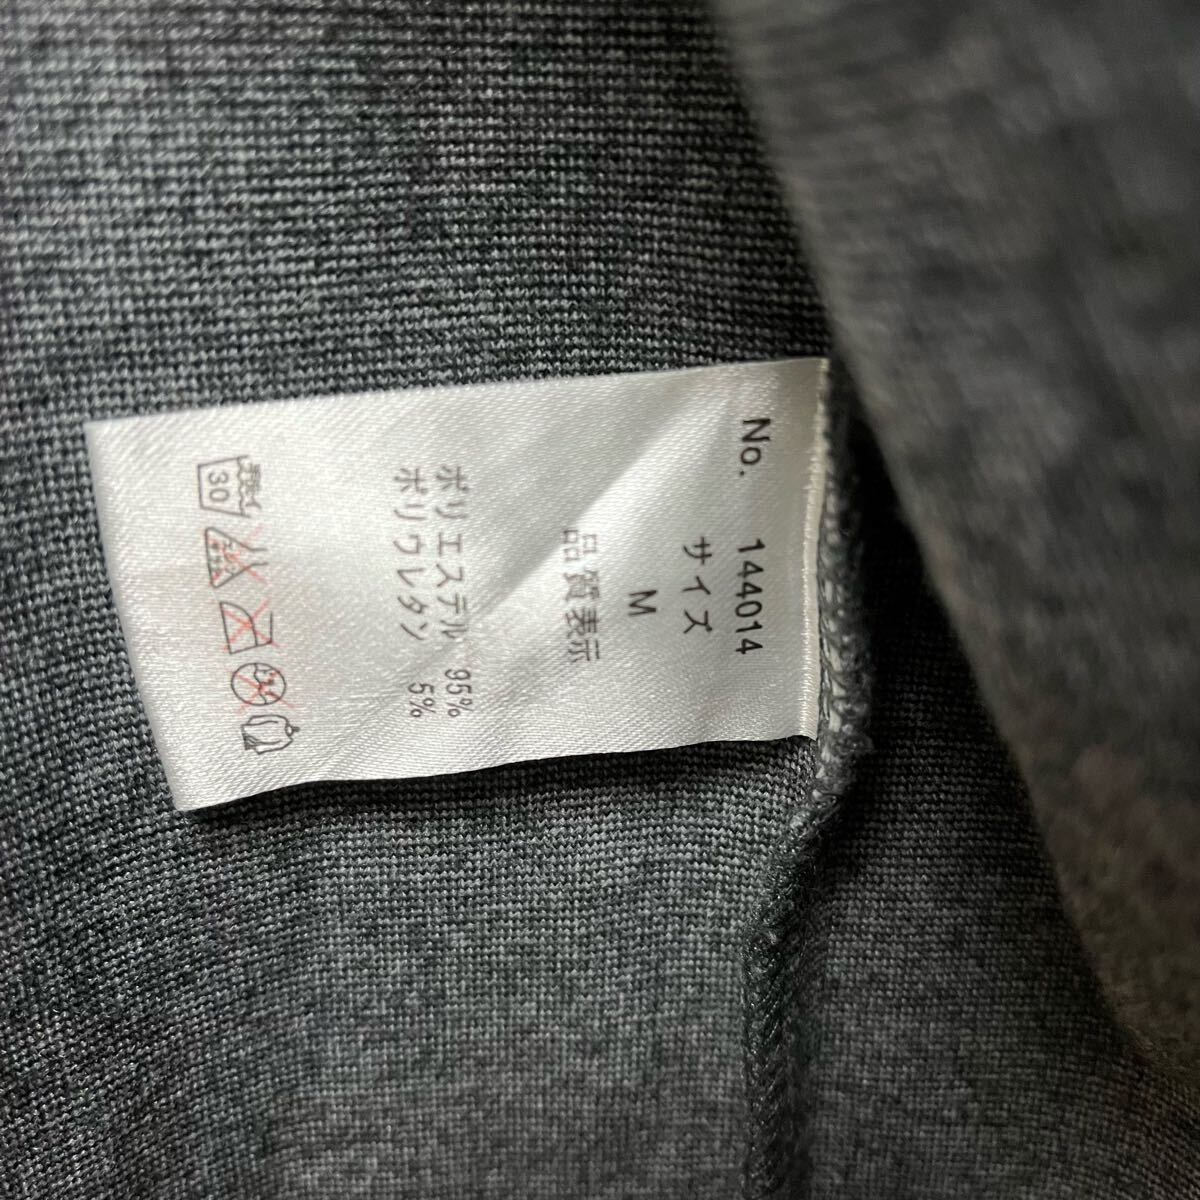 No. 144014
サイズ
M
品質表示
ポリエステル 95%
ポリウレタン 5%
30